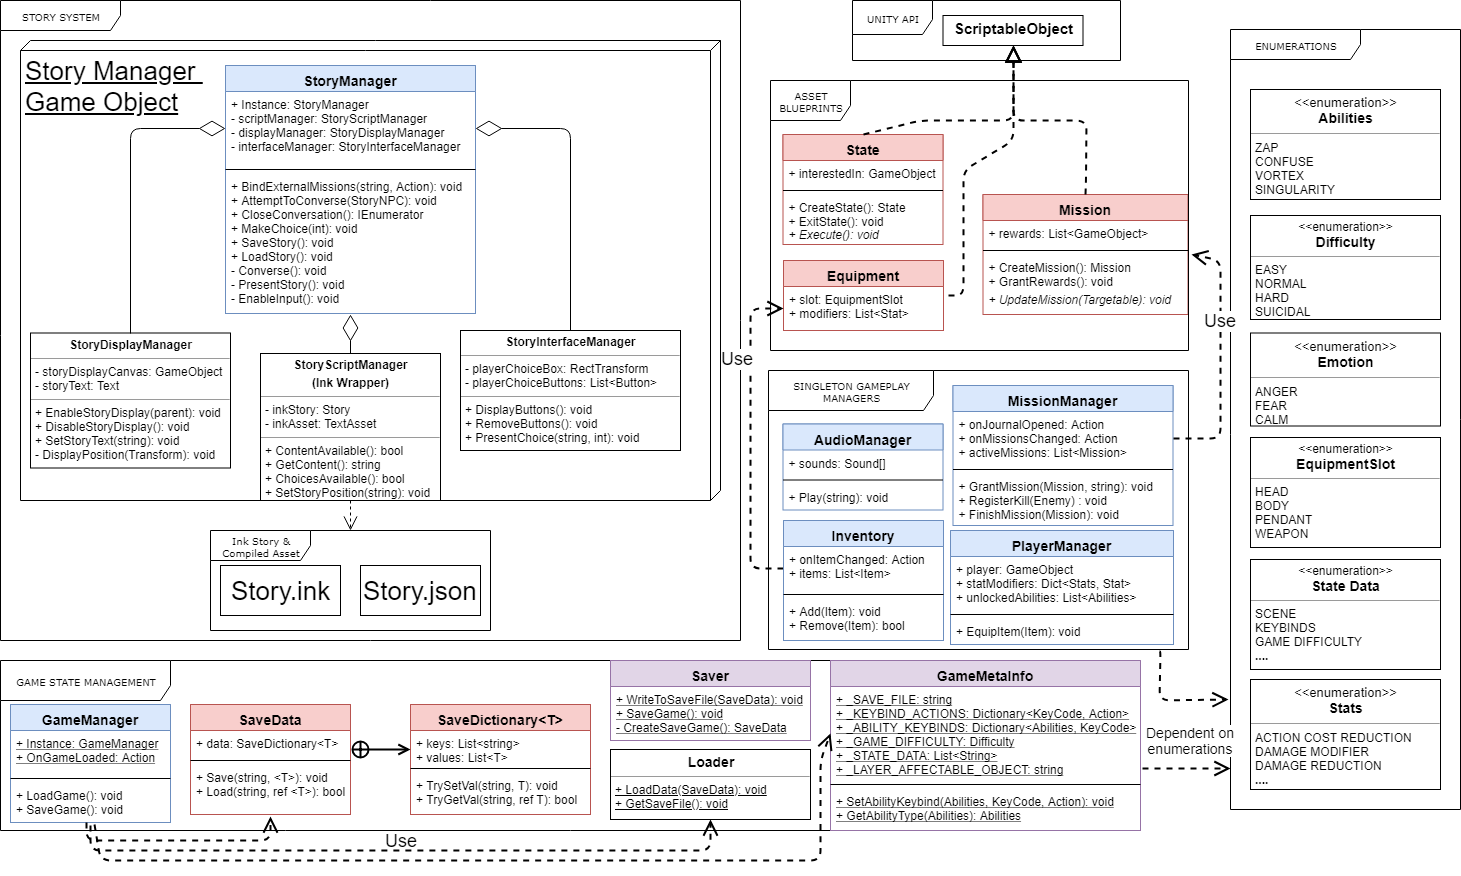 STORY SYSTEM
Story Manager
Game Object
StoryManager
+ Instance: StoryManager
- scriptManager: StoryScriptManager
- displayManager: StoryDisplayManager
- interfaceManager: StoryInterfaceManager
+ BindExternalMissions(string, Action): void
+ AttemptToConverse(StoryNPC): void
+ CloseConversation(): IEnumerator
+ MakeChoice(int): void
+ SaveStory(): void
+ LoadStory(): void
- Converse(): void
- PresentStory(): void
- EnableInput(): void
StoryDisplayManager
- storyDisplayCanvas: GameObject
- storyText: Text
+ EnableStoryDisplay(parent): void
+ DisableStoryDisplay(): void
+ SetStoryText(string): void
- DisplayPosition(Transform): void
StoryScriptManager
(Ink Wrapper)
- inkStory: Story
- inkAsset: TextAsset
+ ContentAvailable(): bool
+ GetContent(): string
+ ChoicesAvailable(): bool
+ SetStoryPosition(string): void
StoryInterfaceManager
- playerChoiceBox: RectTransform
- playerChoiceButtons: List<Button>
+ DisplayButtons(): void
+ RemoveButtons(): void
+ PresentChoice(string, int): void
Ink Story &
Compiled Asset
Story.ink
Story.json
UNITY API
ScriptableObject
ASSET
BLUEPRINTS
State
+ interestedIn: GameObject
+ CreateState(): State
+ ExitState(): void
+ Execute(): void
Equipment
+ slot: EquipmentSlot
+ modifiers: List<Stat>
Mission
+ rewards: List<GameObject>
+ CreateMission(): Mission
+ GrantRewards(): void
+ UpdateMission(Targetable): void
Use
Use
SINGLETON GAMEPLAY
MANAGERS
AudioManager
+ sounds: Sound[]
+ Play(string): void
MissionManager
+ onJournalOpened: Action
+ onMissionsChanged: Action
+ activeMissions: List<Mission>
+ GrantMission(Mission, string): void
+ RegisterKill(Enemy) : void
+ FinishMission(Mission): void
Inventory
+ onItemChanged: Action
+ items: List<Item>
+ Add(Item): void
+ Remove(Item): bool
PlayerManager
+ player: GameObject
+ statModifiers: Dict<Stats, Stat>
+ unlockedAbilities: List<Abilities>
+ EquipItem(Item): void
ENUMERATIONS
<<enumeration>>
Abilities
ZAP
CONFUSE
VORTEX
SINGULARITY
<<enumeration>>
Difficulty
EASY
NORMAL
HARD
SUICIDAL
<<enumeration>>
Emotion
ANGER
FEAR
CALM
<<enumeration>>
EquipmentSlot
HEAD
BODY
PENDANT
WEAPON
<<enumeration>>
State Data
SCENE
KEYBINDS
GAME DIFFICULTY
....
<<enumeration>>
Stats
ACTION COST REDUCTION
DAMAGE MODIFIER
DAMAGE REDUCTION
....
Dependent on
enumerations
GAME STATE MANAGEMENT
GameManager
+ Instance: GameManager
+ OnGameLoaded: Action
+ LoadGame(): void
+ SaveGame(): void
SaveData
+ data: SaveDictionary<T>
+ Save(string, <T>): void
+ Load(string, ref <T>): bool
SaveDictionary<T>
+ keys: List<string>
+ values: List<T>
+ TrySetVal(string, T): void
+ TryGetVal(string, ref T): bool
Saver
+ WriteToSaveFile(SaveData): void
+ SaveGame(): void
- CreateSaveGame(): SaveData
Loader
+ LoadData(SaveData): void
+ GetSaveFile(): void
GameMetaInfo
+ _SAVE_FILE: string
+ _KEYBIND_ACTIONS: Dictionary<KeyCode, Action>
+ _ABILITY_KEYBINDS: Dictionary<Abilities, KeyCode>
+ _GAME_DIFFICULTY: Difficulty
+ _STATE_DATA: List<String>
+ _LAYER_AFFECTABLE_OBJECT: string
+ SetAbilityKeybind(Abilities, KeyCode, Action): void
+ GetAbilityType(Abilities): Abilities
Use